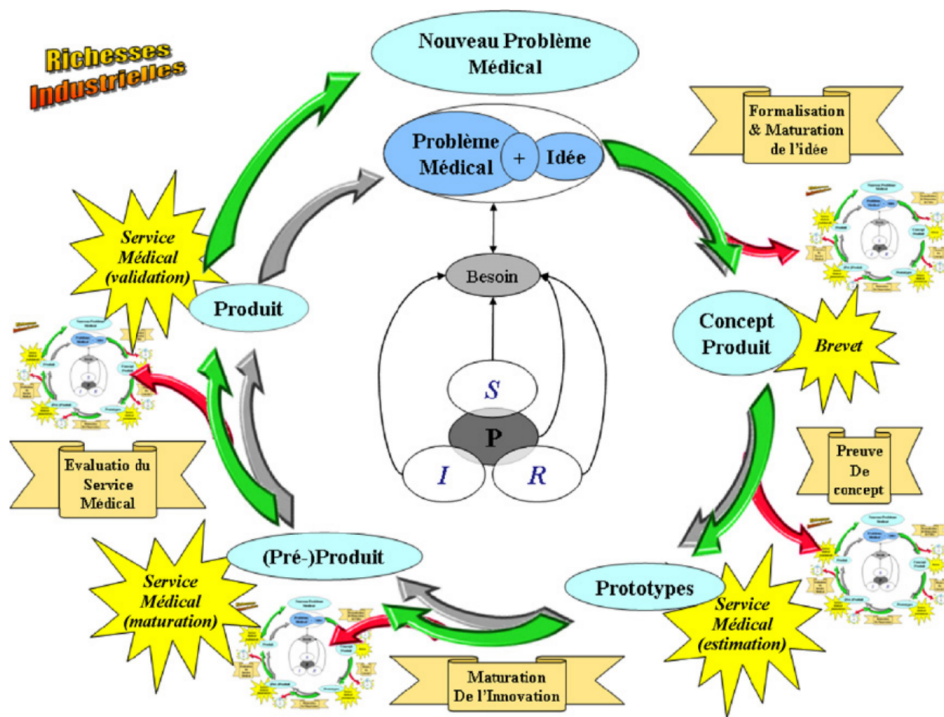 Richesses
Industrielles
Nouveau Problème
Médical
Problème
Médical
+
Idée
Formalisation
& Maturation
de l'idée
Service
Médical
(validation)
Produit
Besoin
Concept
Produit
Brevet
S
P
I
R
Evaluatio du
Service
Médical
Preuve
De
concept
(Pré-)Produit
Prototypes
Service
Médical
(maturation)
Service
Médical
(estimation)
Maturation
De l'Innovation